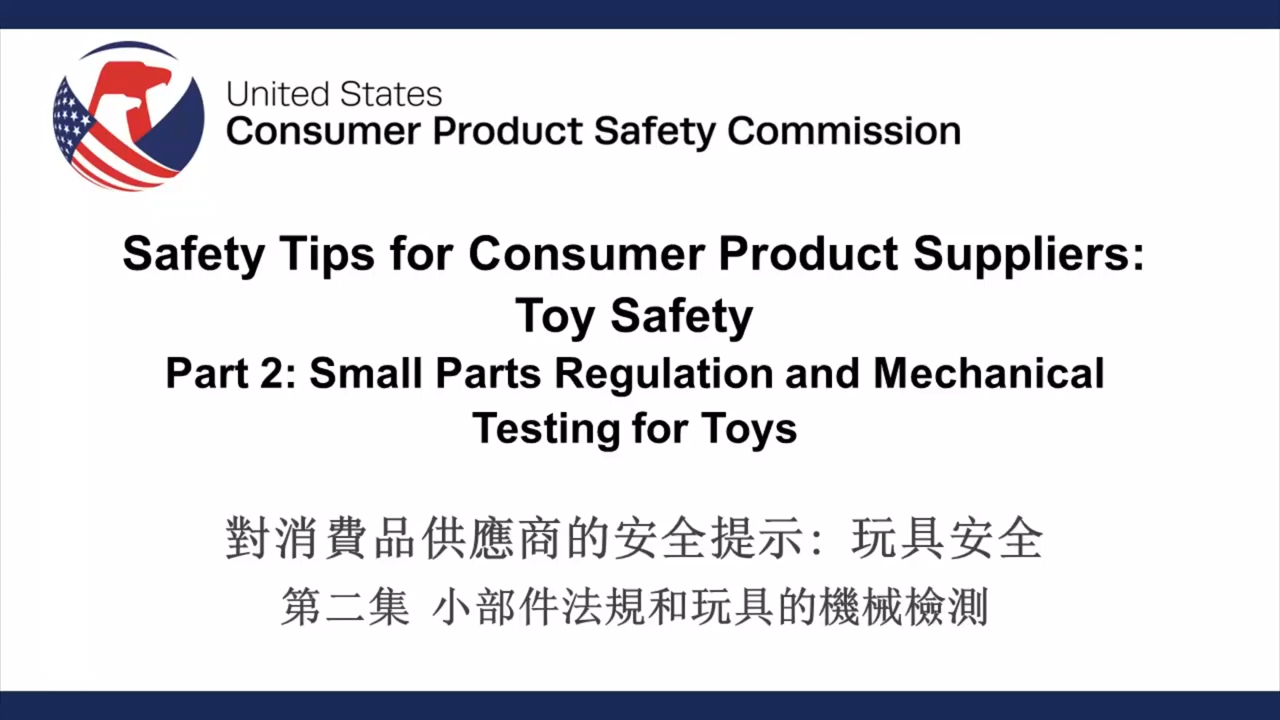 United States
Consumer Product Safety Commission
Safety Tips for Consumer Product Suppliers:
Toy Safety
Part 2: Small Parts Regulation and Mechanical
Testing for Toys
對消費品供應商的安全提示：玩具安全
第二集 小部件法規和玩具的機械檢測